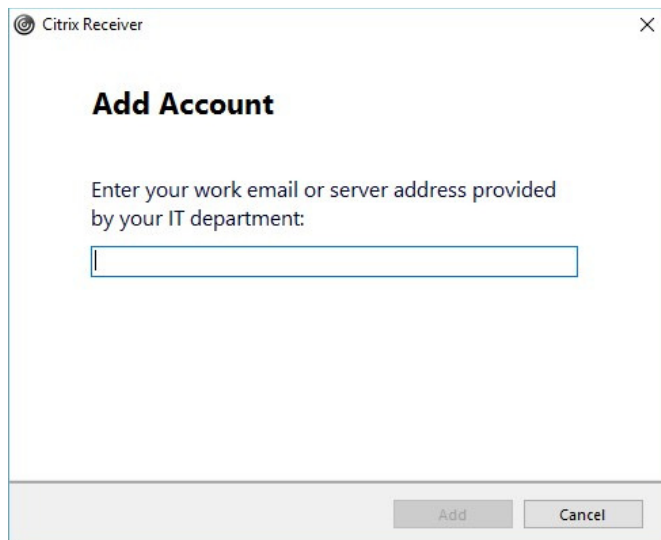 Citrix Receiver
Add Account
Enter your work email or server address provided
by your IT department:
Add
Cancel